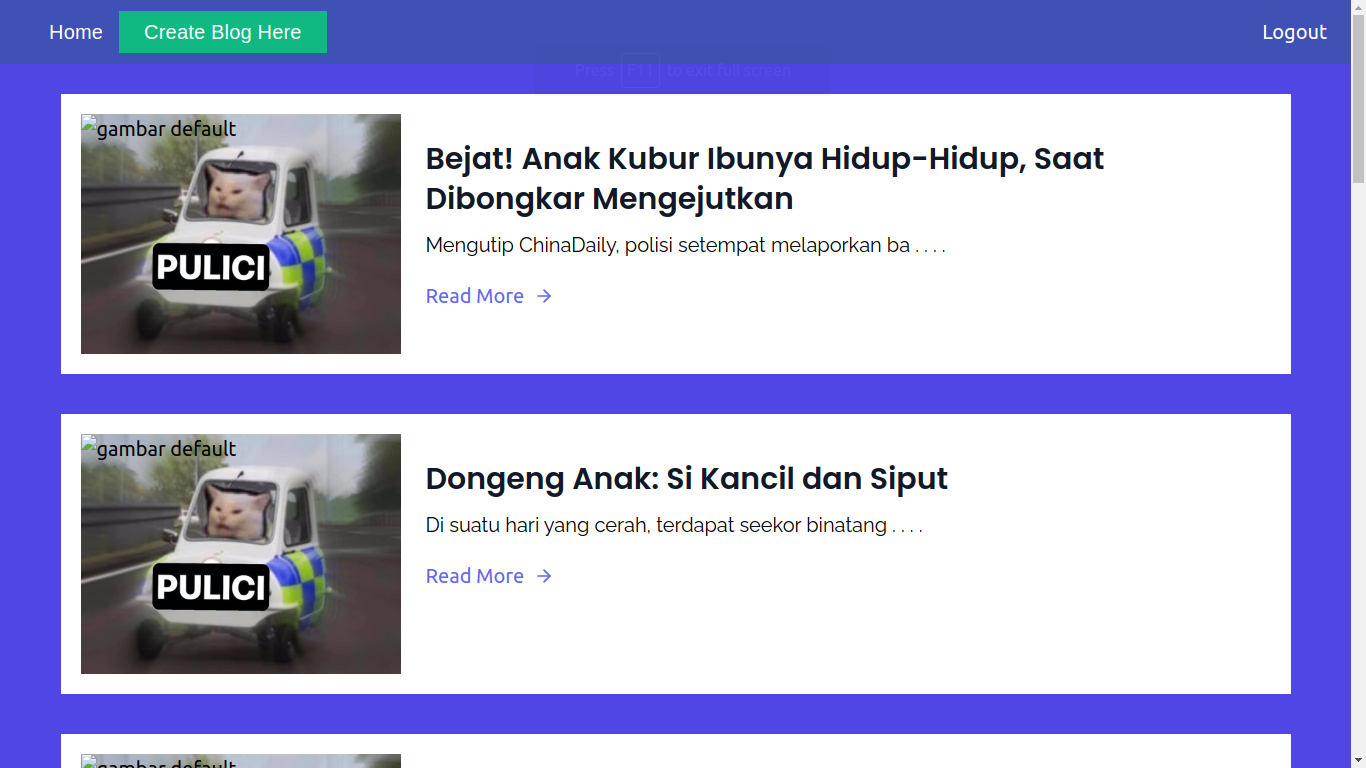 Home Create Blog Here Logout
Press F11 to exit full screen
gambar default
PULICI
Bejat! Anak Kubur Ibunya Hidup-Hidup, Saat
Dibongkar Mengejutkan
Mengutip ChinaDaily, polisi setempat melaporkan ba . . . .
Read More →
gambar default
PULICI
Dongeng Anak: Si Kancil dan Siput
Di suatu hari yang cerah, terdapat seekor binatang . . . .
Read More →
gambar default